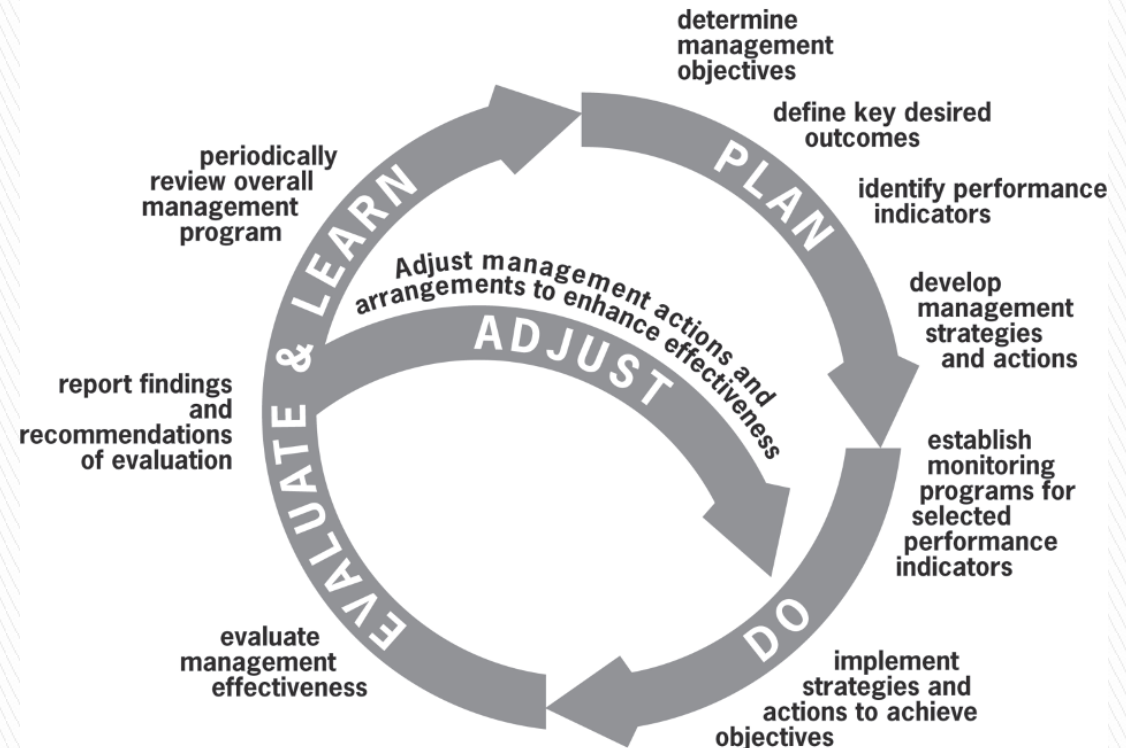 determine
management
objectives
define key desired
outcomes
PLAN
identify performance
indicators
develop
management
strategies
and actions
establish
monitoring
programs for
selected
performance
indicators
DO
implement
strategies and
actions to achieve
objectives
evaluate
management
effectiveness
EVALUATE & LEARN
report findings
and
recommendations
of evaluation
periodically
review overall
management
program
Adjust management actions and
arrangements to enhance effectiveness
ADJUST